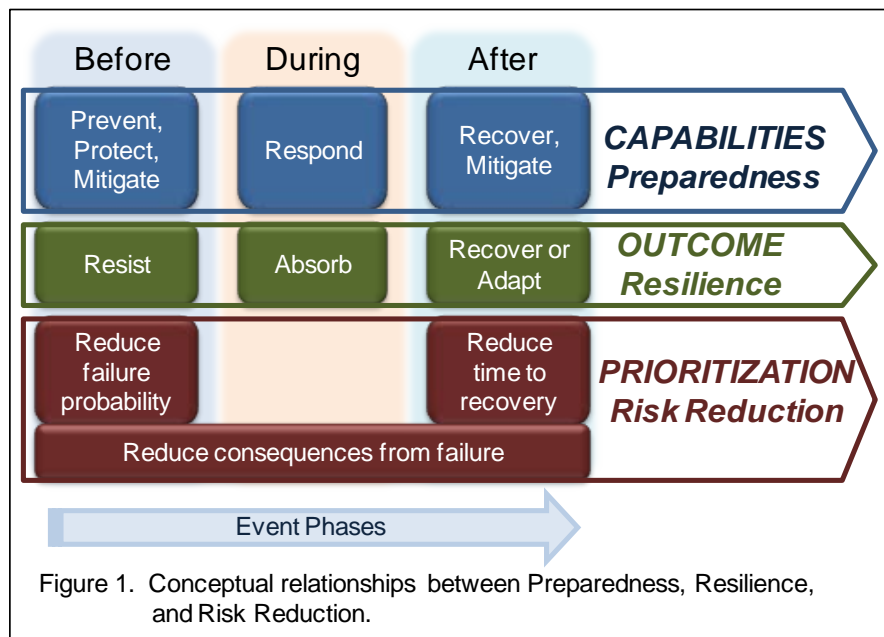 Before
During
After
Prevent,
Protect,
Mitigate
Respond
Recover,
Mitigate
CAPABILITIES
Preparedness
Resist
Absorb
Recover or
Adapt
OUTCOME
Resilience
Reduce
failure
probability
Reduce
time to
recovery
PRIORITIZATION
Risk Reduction
Reduce consequences from failure
Event Phases
Figure 1. Conceptual relationships between Preparedness, Resilience,
and Risk Reduction.